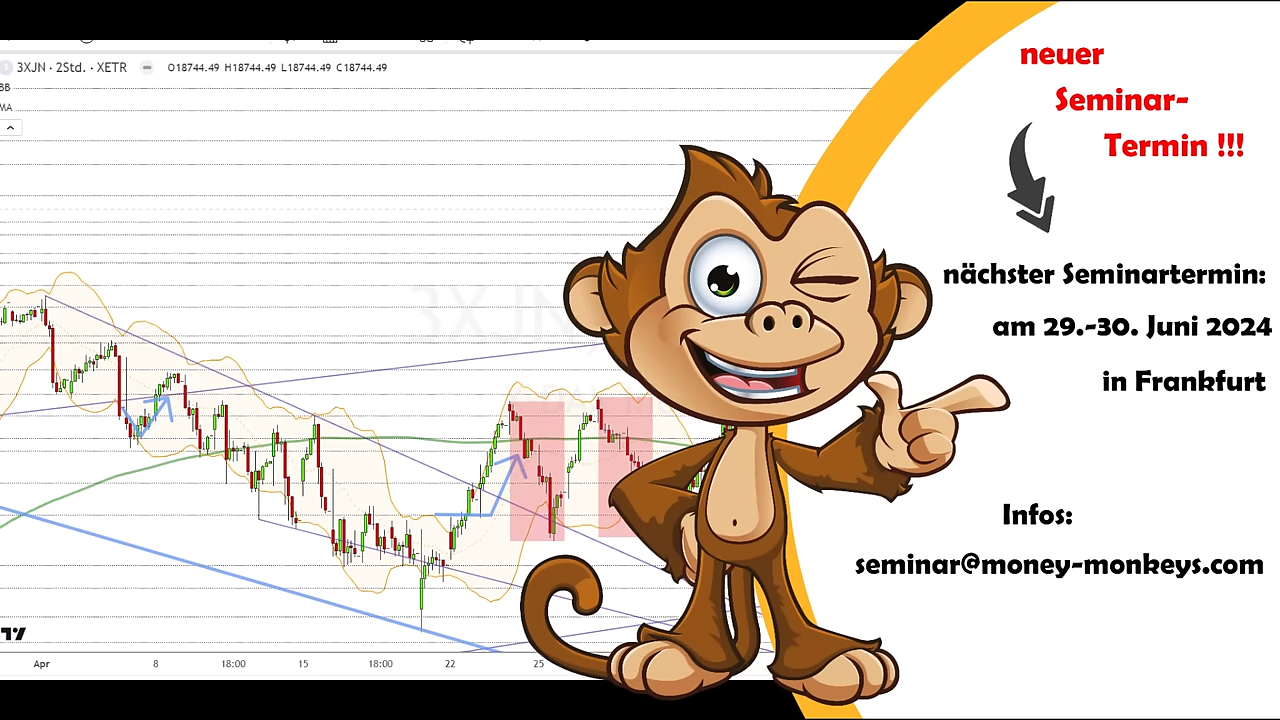 3XJN · 2Std. · XETR
O18744.49 H18744.49 L18744.49 C18744.49
BB
MA
3XJN
neuer
Seminar-
Termin !!!
nächster Seminartermin:
am 29.-30. Juni 2024
in Frankfurt
Infos:
seminar@money-monkeys.com
Apr 8 18:00 15 18:00 22 25